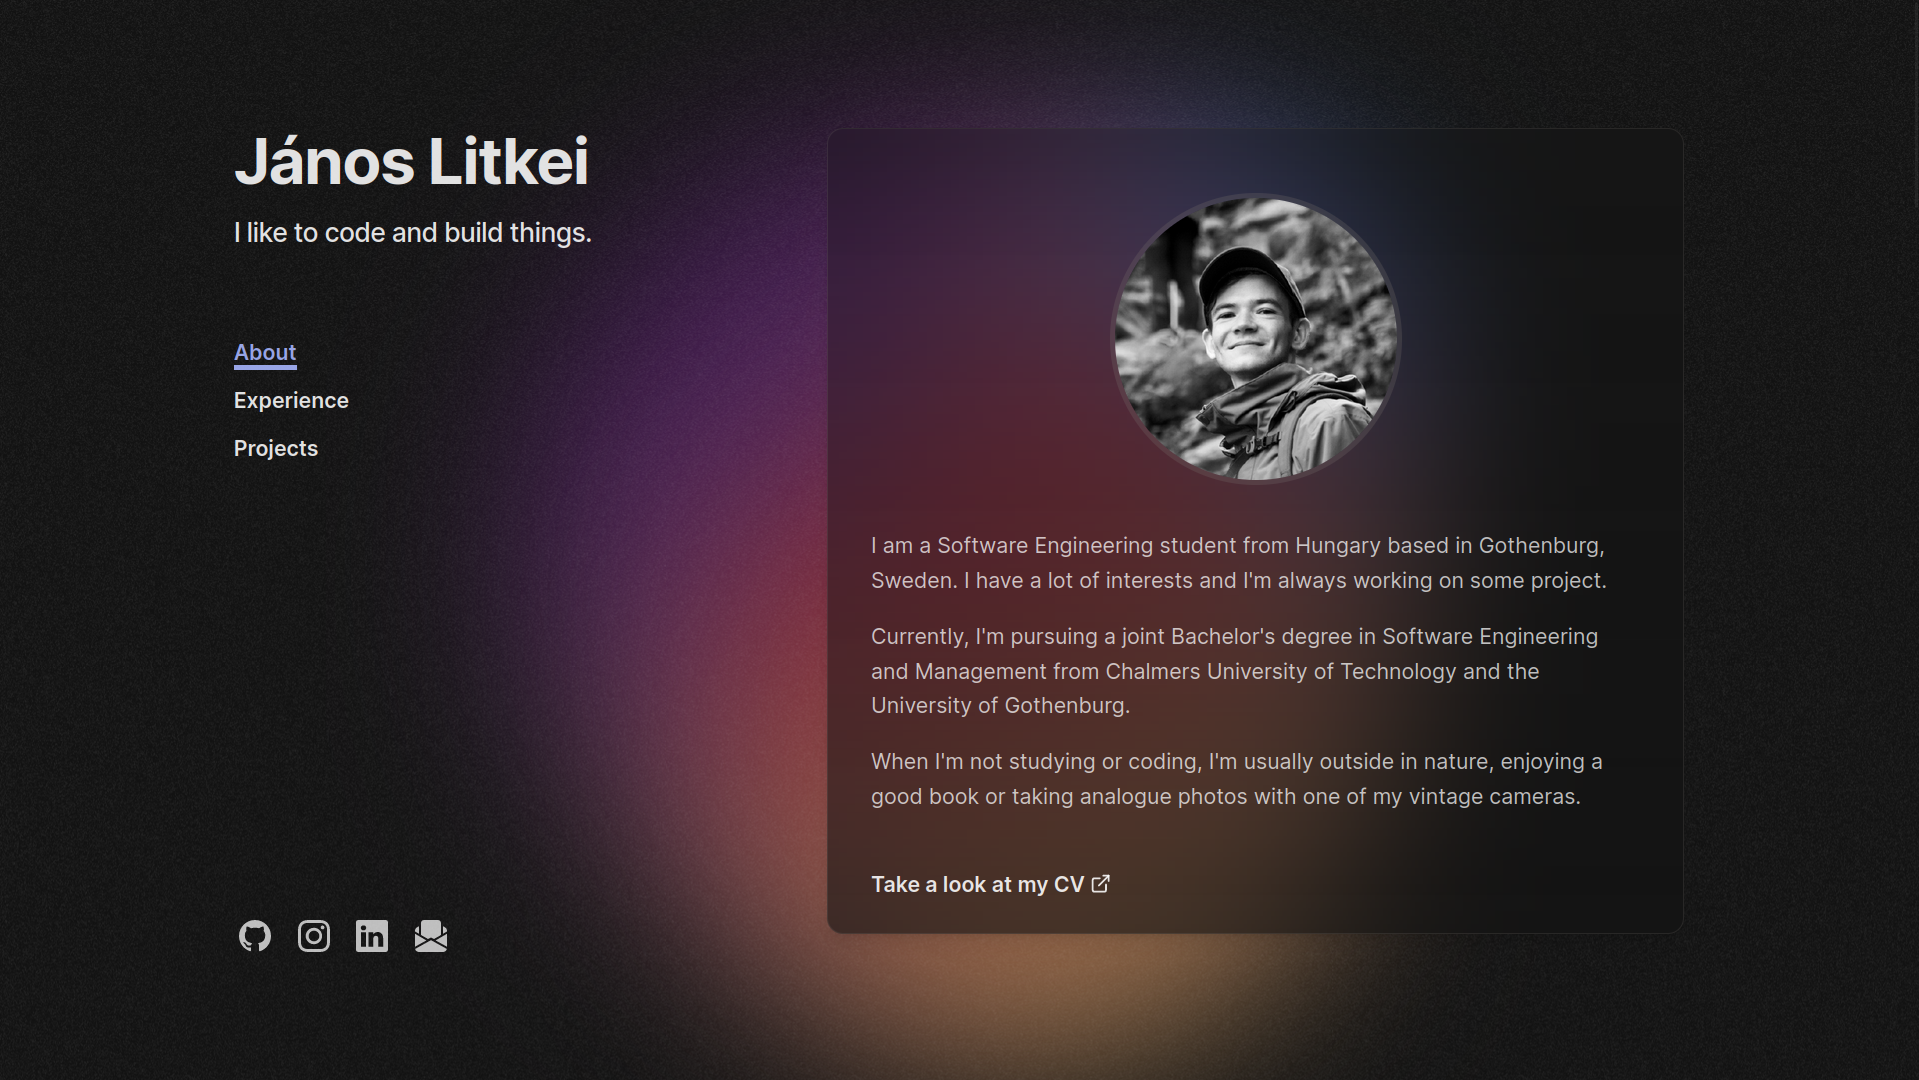 János Litkei
I like to code and build things.
About
Experience
Projects
I am a Software Engineering student from Hungary based in Gothenburg,
Sweden. I have a lot of interests and I'm always working on some project.
Currently, I'm pursuing a joint Bachelor's degree in Software Engineering
and Management from Chalmers University of Technology and the
University of Gothenburg.
When I'm not studying or coding, I'm usually outside in nature, enjoying a
good book or taking analogue photos with one of my vintage cameras.
Take a look at my CV
in